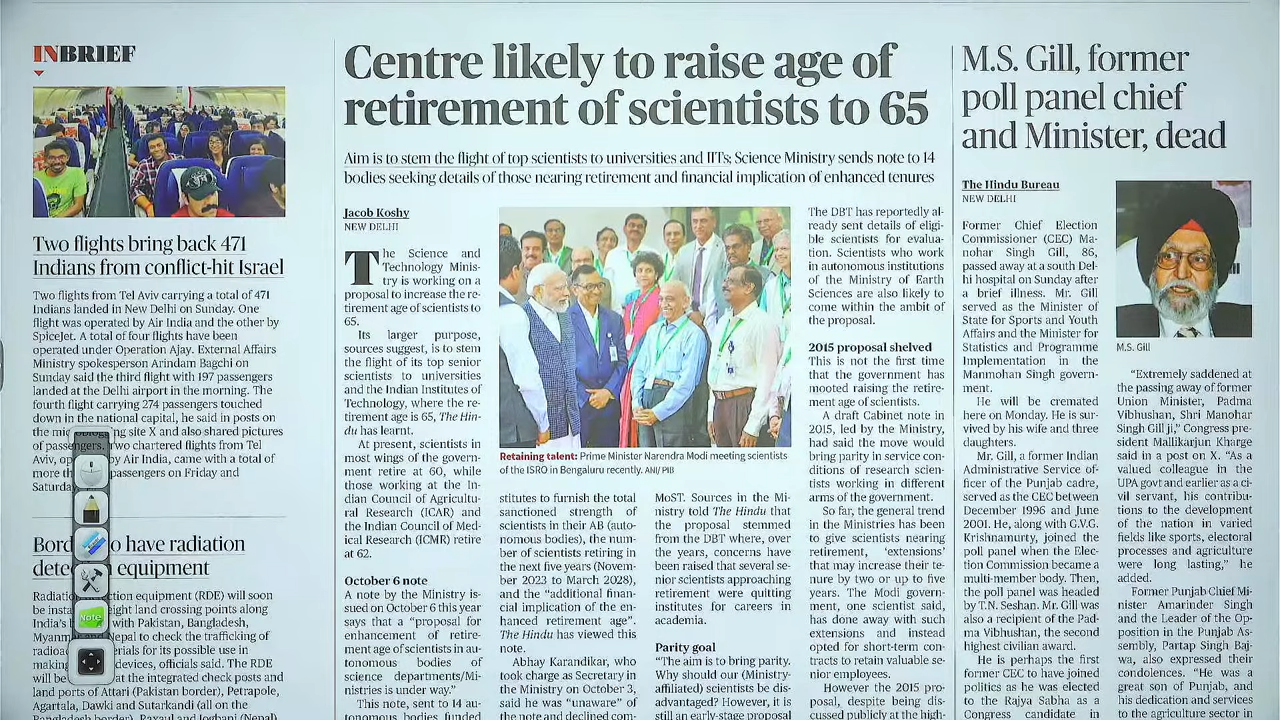 INBRIEF
Two flights bring back 471
Indians from conflict-hit Israel
Two flights from Tel Aviv carrying a total of 471
Indians landed in New Delhi on Sunday. One
flight was operated by Air India and the other by
SpiceJet. A total of four flights have been
operated under Operation Ajay. External Affairs
Ministry spokesperson Arindam Bagchi on
Sunday said the third flight with 197 passengers
landed at the Delhi airport in the morning. The
fourth flight carrying 274 passengers touched
down in the national capital, he said in posts on
the site X and also shared pictures
of passengers. Two chartered flights from Tel
Aviv, by Air India, came with a total of
more passengers on Friday and
Saturday
to have radiation
equipment
equipment (RDE) will soon
be land crossing points along
India's with Pakistan, Bangladesh,
Nepal to check the trafficking of
for its possible use in
making devices, officials said. The RDE
will at the integrated check posts and
land ports of Attari (Pakistan border), Petrapole,
Agartala, Dawki and Sutarkandi (all on the
Bangladesh border), Raxaul and Jogbani (Nepal)
Note
Centre likely to raise age of
retirement of scientists to 65
Aim is to stem the flight of top scientists to universities and IITs; Science Ministry sends note to 14
bodies seeking details of those nearing retirement and financial implication of enhanced tenures
Jacob Koshy
NEW DELHI
The Science and
Technology Minis-
try is working on a
proposal to increase the re-
tirement age of scientists to
65.
Its larger purpose,
sources suggest, is to stem
the flight of its top senior
scientists to universities
and the Indian Institutes of
Technology, where the re-
tirement age is 65, The Hin-
du has learnt.
At present, scientists in
most wings of the govern-
ment retire at 60, while
those working at the In-
dian Council of Agricultu-
ral Research (ICAR) and
the Indian Council of Med-
ical Research (ICMR) retire
at 62.
October 6 note
A note by the Ministry is-
sued on October 6 this year
says that a "proposal for
enhancement of retire-
ment age of scientists in au-
tonomous bodies of
science departments/Mi-
nistries is under way."
This note, sent to 14 au-
tonomous bodies funded
Retaining talent: Prime Minister Narendra Modi meeting scientists
of the ISRO in Bengaluru recently. ANI/ PIB
stitutes to furnish the total
sanctioned strength of
scientists in their AB (auto-
nomous bodies), the num-
ber of scientists retiring in
the next five years (Novem-
ber 2023 to March 2028),
and the "additional finan-
cial implication of the en-
hanced retirement age".
The Hindu has viewed this
note.
Abhay Karandikar, who
took charge as Secretary in
the Ministry on October 3,
said he was "unaware" of
the note and declined com-
MoST. Sources in the Mi-
nistry told The Hindu that
the proposal stemmed
from the DBT where, over
the years, concerns have
been raised that several se-
nior scientists approaching
retirement were quitting
institutes for careers in
academia.
Parity goal
"The aim is to bring parity.
Why should our (Ministry-
affiliated) scientists be dis-
advantaged? However, it is
still an early-stage proposal
The DBT has reportedly al-
ready sent details of eligi-
ble scientists for evalua-
tion. Scientists who work
in autonomous institutions
of the Ministry of Earth
Sciences are also likely to
come within the ambit of
the proposal.
2015 proposal shelved
This is not the first time
that the government has
mooted raising the retire-
ment age of scientists.
A draft Cabinet note in
2015, led by the Ministry,
had said the move would
bring parity in service con-
ditions of research scien-
tists working in different
arms of the government.
So far, the general trend
in the Ministries has been
to give scientists nearing
retirement, 'extensions'
that may increase their te-
nure by two or up to five
years. The Modi govern-
ment, one scientist said,
has done away with such
extensions and instead
opted for short-term con-
tracts to retain valuable se-
nior employees.
However the 2015 pro-
posal, despite being dis-
cussed publicly at the high-
M.S. Gill, former
poll panel chief
and Minister, dead
The Hindu Bureau
NEW DELHI
Former Chief Election
Commissioner (CEC) Ma-
nohar Singh Gill, 86,
passed away at a south Del-
hi hospital on Sunday after
a brief illness. Mr. Gill
served as the Minister of
State for Sports and Youth
Affairs and the Minister for
Statistics and Programme
Implementation in the
Manmohan Singh govern-
ment.
He will be cremated
here on Monday. He is sur-
vived by his wife and three
daughters.
Mr. Gill, a former Indian
Administrative Service of-
ficer of the Punjab cadre,
served as the CEC between
December 1996 and June
2001. He, along with G.V.G.
Krishnamurty, joined the
poll panel when the Elec-
tion Commission became a
multi-member body. Then,
the poll panel was headed
by T.N. Seshan. Mr. Gill was
also a recipient of the Pad-
ma Vibhushan, the second
highest civilian award.
He is perhaps the first
former CEC to have joined
politics as he was elected
to the Rajya Sabha as a
Congress candidate in
M.S. Gill
"Extremely saddened at
the passing away of former
Union Minister, Padma
Vibhushan, Shri Manohar
Singh Gill ji," Congress pre-
sident Mallikarjun Kharge
said in a post on X. "As a
valued colleague in the
UPA govt and earlier as a ci-
vil servant, his contribu-
tions to the development
of the nation in varied
fields like sports, electoral
processes and agriculture
were long lasting," he
added.
Former Punjab Chief Mi-
nister Amarinder Singh
and the Leader of the Op-
position in the Punjab As-
sembly, Partap Singh Baj-
wa, also expressed their
condolences. "He was a
great son of Punjab, and
his dedication and services
to the agriculture sector in